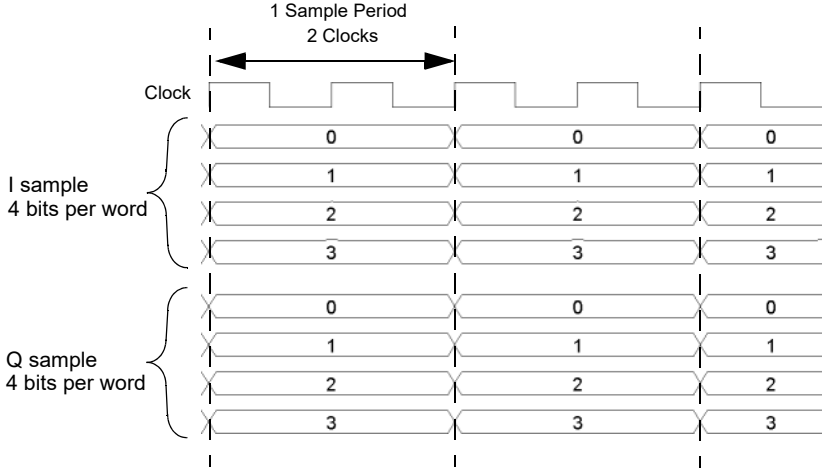 1 Sample Period
2 Clocks
Clock
0 0 0
I sample
4 bits per word
1 1 1
2 2 2
3 3 3
0 0 0
Q sample
4 bits per word
1 1 1
2 2 2
3 3 3